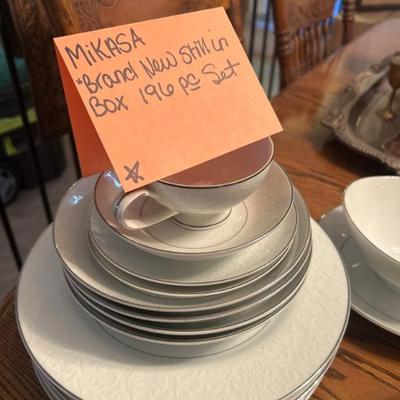 MiKASA
"Brand New Still in
Box 196 pc Set"